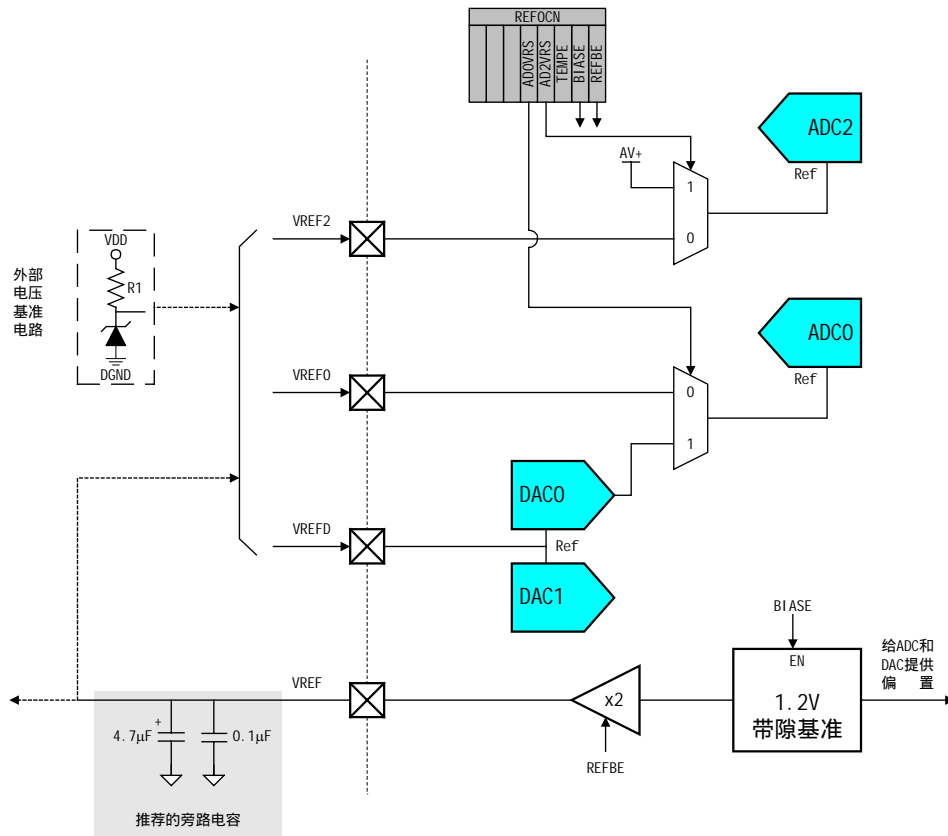 REF0CN
AD0VRS
AD2VRS
TEMPE
BIASE
REFBE
ADC2
Ref
AV+
1
0
VREF2
外部
电压
基准
电路
VDD
R1
DGND
ADC0
Ref
VREF0
0
1
DAC0
VREFD
Ref
DAC1
BIASE
EN
1.2V
带隙基准
给ADC和
DAC提供
偏 置
VREF
x2
REFBE
+
4.7μF
0.1μF
推荐的旁路电容